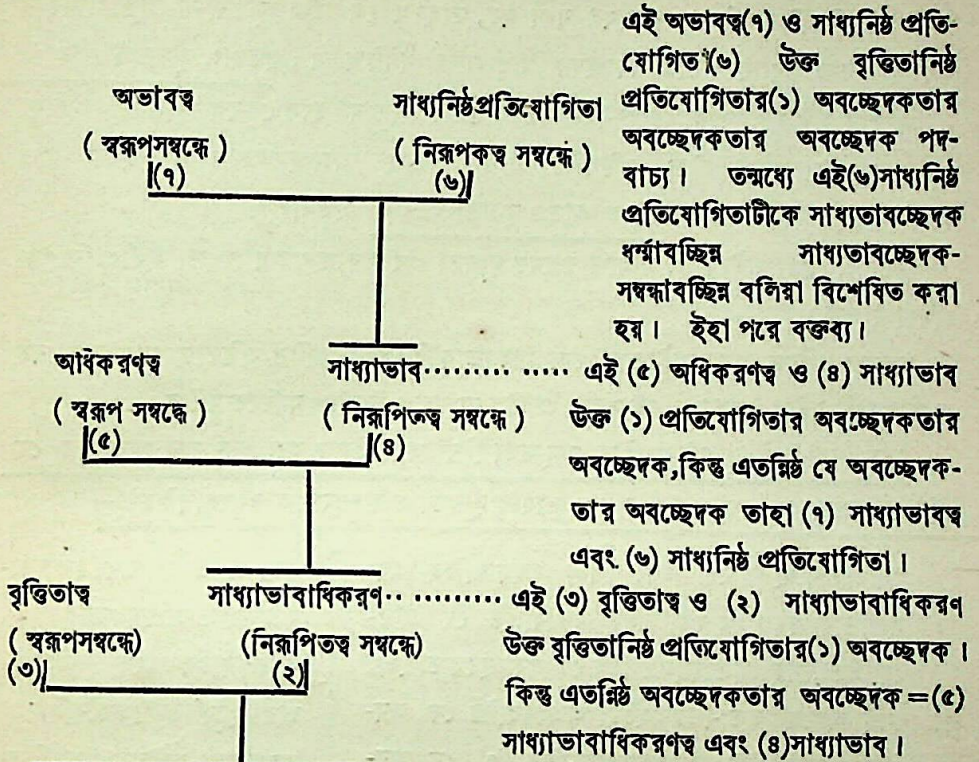 এই অভাবত্ব(৭) ও সাধ্যনিষ্ঠ প্রতি-
যোগিতা(৬) উক্ত বৃত্তিতানিষ্ঠ
অভাবত্ব সাধ্যনিষ্ঠপ্রতিযোগিতা প্রতিযোগিতার(১) অবচ্ছেদকতার
( স্বরূপসম্বন্ধে ) ( নিরূপকত্ব সম্বন্ধে ) অবচ্ছেদকতার অবচ্ছেদক পদ-
(৭) (৬) বাচ্য। তন্মধ্যে এই(৬)সাধ্যনিষ্ঠ
প্রতিযোগিতাটীকে সাধ্যতাবচ্ছেদক
ধর্ম্মাবচ্ছিন্ন সাধ্যতাবচ্ছেদক-
সম্বন্ধাবচ্ছিন্ন বলিয়া বিশেষিত করা
হয়। ইহা পরে বক্তব্য।
অধিকরণত্ব সাধ্যাভাব.............. এই (৫) অধিকরণত্ব ও (৪) সাধ্যাভাব
( স্বরূপ সম্বন্ধে ) ( নিরূপিতত্ব সম্বন্ধে ) উক্ত (১) প্রতিযোগিতার অবচ্ছেদকতার
(৫) (৪) অবচ্ছেদক,কিন্তু এতন্নিষ্ঠ যে অবচ্ছেদক-
তার অবচ্ছেদক তাহা (৭) সাধ্যাভাবত্ব
এবং (৬) সাধ্যনিষ্ঠ প্রতিযোগিতা।
বৃত্তিতাত্ব সাধ্যাভাবাধিকরণ........... এই (৩) বৃত্তিতাত্ব ও (২) সাধ্যাভাবাধিকরণ
( স্বরূপসম্বন্ধে) (নিরূপিতত্ব সম্বন্ধে) উক্ত বৃত্তিতানিষ্ঠ প্রতিযোগিতার(১) অবচ্ছেদক।
(৩) (২) কিন্তু এতন্নিষ্ঠ অবচ্ছেদকতার অবচ্ছেদক=(৫)
সাধ্যাভাবাধিকরণত্ব এবং (৪)সাধ্যাভাব।